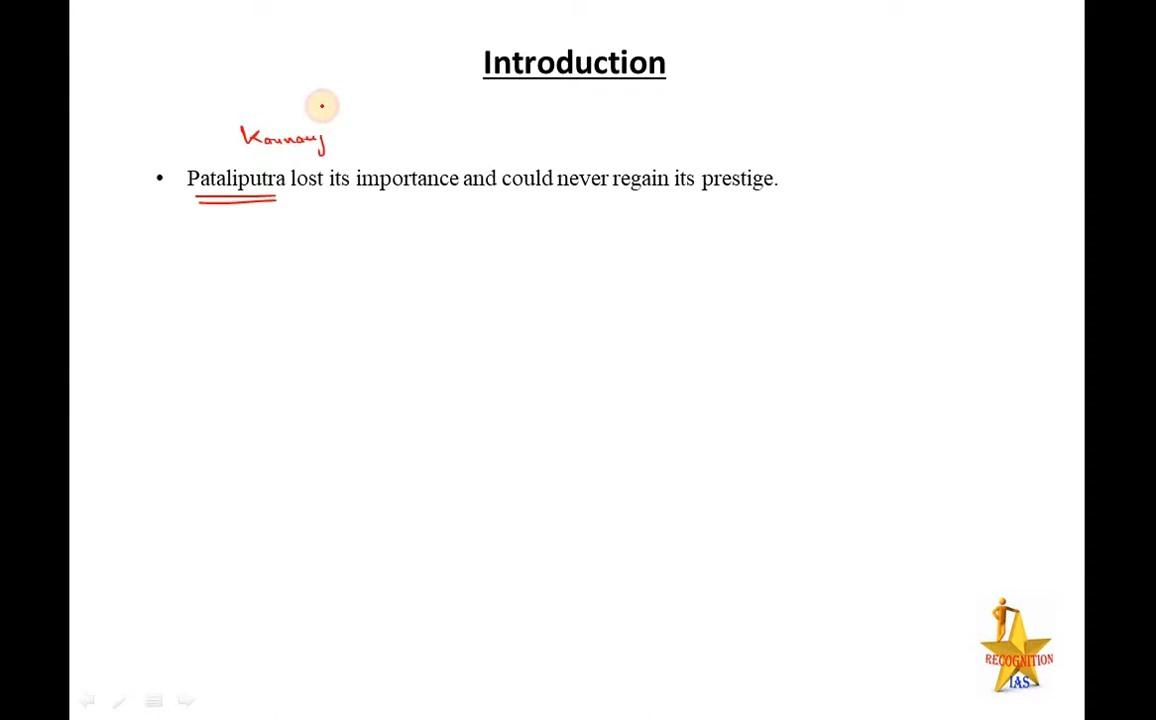 Introduction
Kannauj
• Pataliputra lost its importance and could never regain its prestige.
RECOGNITION
IAS